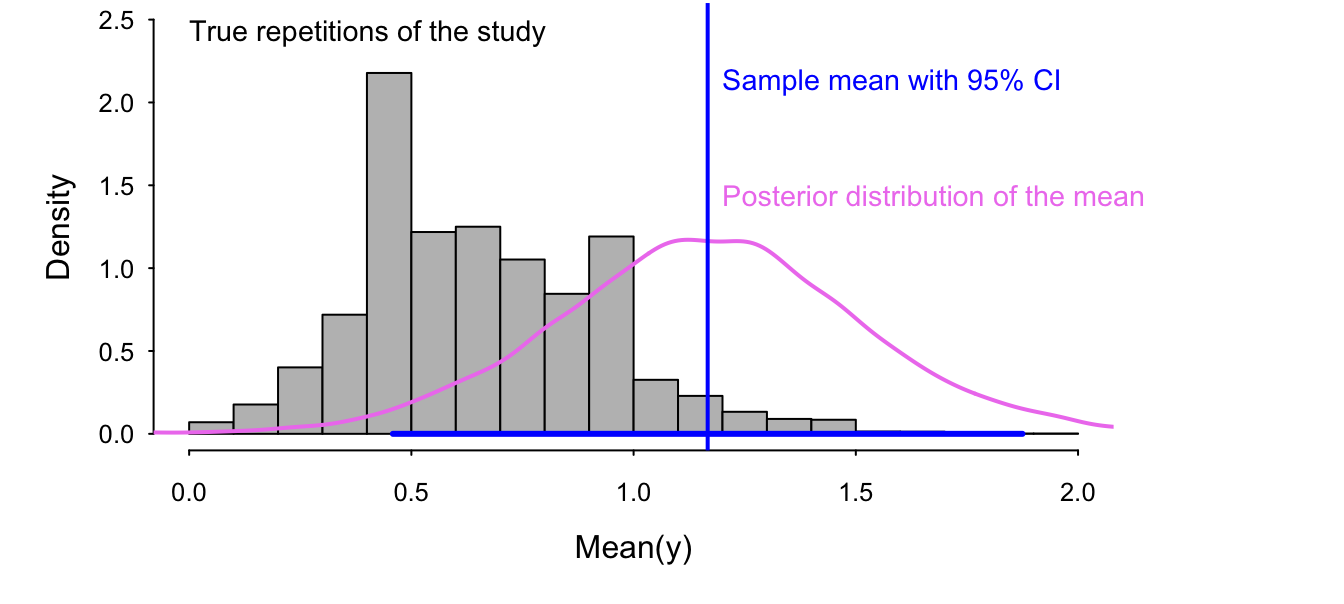 2.5
True repetitions of the study
Sample mean with 95% CI
2.0
1.5
Posterior distribution of the mean
Density
1.0
0.5
0.0
0.0 0.5 1.0 1.5 2.0
Mean(y)